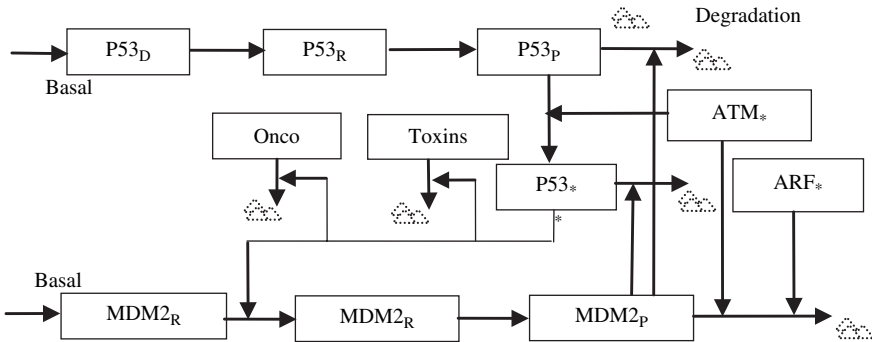 Degradation
P53D
P53R
P53P
Basal
ATM*
Onco
Toxins
P53*
ARF*
*
Basal
MDM2R
MDM2R
MDM2P